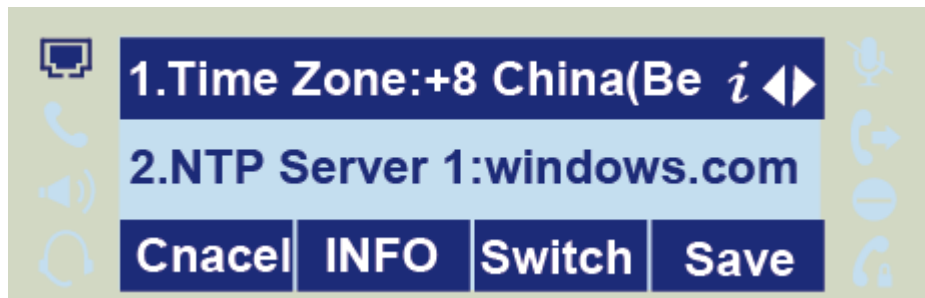 1.Time Zone:+8 China(Be i
2.NTP Server 1:windows.com
Cnacel INFO Switch Save